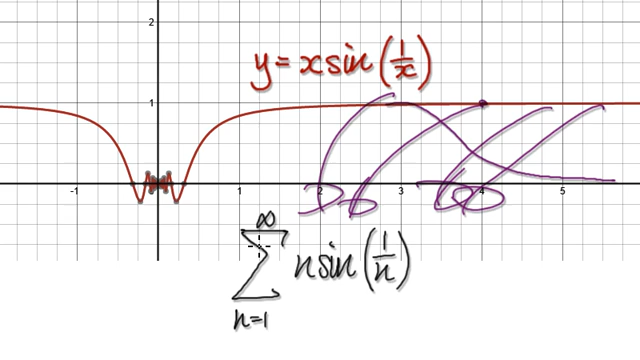 2
y = x sin(1/x)
1
-1 1 2 3 4 5
∞
∑ n sin(1/n)
n=1